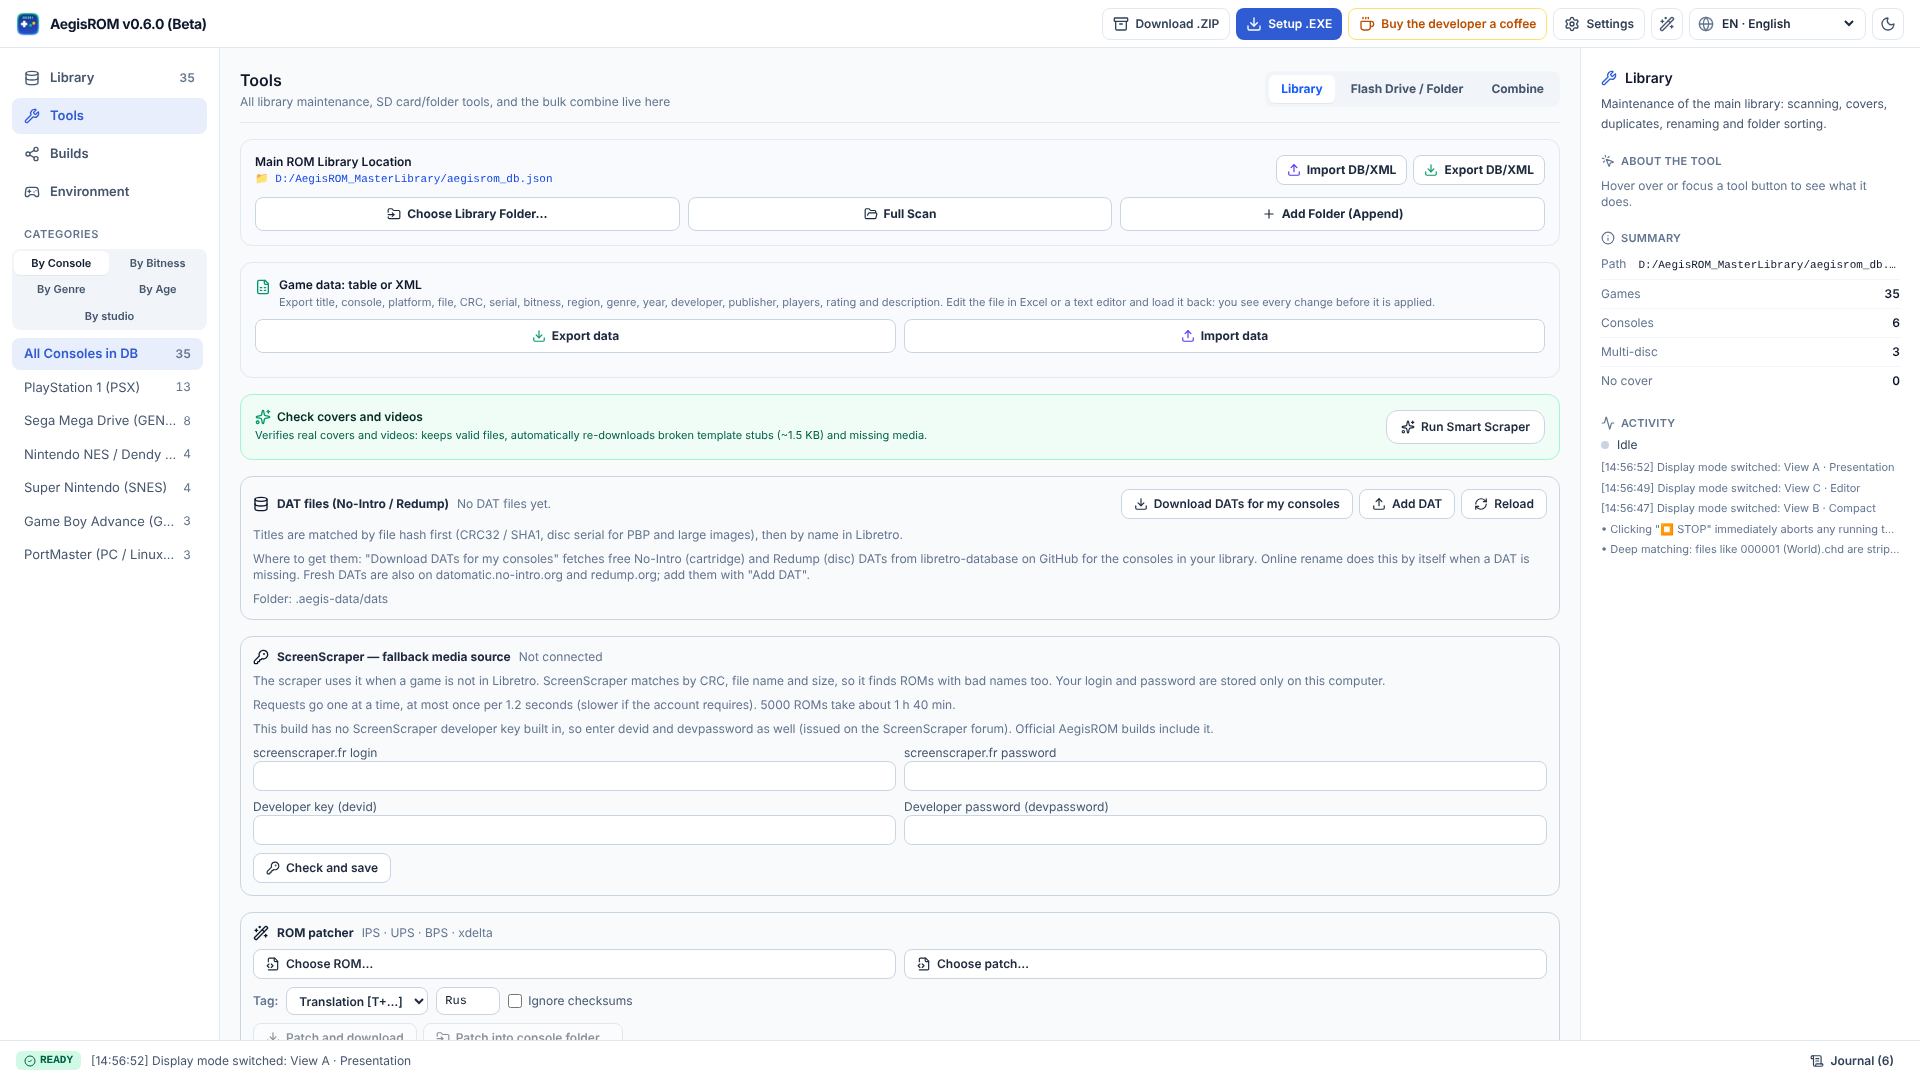 AegisROM v0.6.0 (Beta)
Download .ZIP
Setup .EXE
Buy the developer a coffee
Settings
EN · English
Library 35
Tools
Builds
Environment
CATEGORIES
By Console
By Bitness
By Genre
By Age
By studio
All Consoles in DB 35
PlayStation 1 (PSX) 13
Sega Mega Drive (GEN... 8
Nintendo NES / Dendy ... 4
Super Nintendo (SNES) 4
Game Boy Advance (G... 3
PortMaster (PC / Linux... 3
Tools
All library maintenance, SD card/folder tools, and the bulk combine live here
Library
Flash Drive / Folder
Combine
Main ROM Library Location
D:/AegisROM_MasterLibrary/aegisrom_db.json
Import DB/XML
Export DB/XML
Choose Library Folder...
Full Scan
Add Folder (Append)
Game data: table or XML
Export title, console, platform, file, CRC, serial, bitness, region, genre, year, developer, publisher, players, rating and description. Edit the file in Excel or a text editor and load it back: you see every change before it is applied.
Export data
Import data
Check covers and videos
Verifies real covers and videos: keeps valid files, automatically re-downloads broken template stubs (~1.5 KB) and missing media.
Run Smart Scraper
DAT files (No-Intro / Redump) No DAT files yet.
Download DATs for my consoles
Add DAT
Reload
Titles are matched by file hash first (CRC32 / SHA1, disc serial for PBP and large images), then by name in Libretro.
Where to get them: "Download DATs for my consoles" fetches free No-Intro (cartridge) and Redump (disc) DATs from libretro-database on GitHub for the consoles in your library. Online rename does this by itself when a DAT is
missing. Fresh DATs are also on datomatic.no-intro.org and redump.org; add them with "Add DAT".
Folder: .aegis-data/dats
ScreenScraper — fallback media source Not connected
The scraper uses it when a game is not in Libretro. ScreenScraper matches by CRC, file name and size, so it finds ROMs with bad names too. Your login and password are stored only on this computer.
Requests go one at a time, at most once per 1.2 seconds (slower if the account requires). 5000 ROMs take about 1 h 40 min.
This build has no ScreenScraper developer key built in, so enter devid and devpassword as well (issued on the ScreenScraper forum). Official AegisROM builds include it.
screenscraper.fr login
screenscraper.fr password
Developer key (devid)
Developer password (devpassword)
Check and save
ROM patcher IPS · UPS · BPS · xdelta
Choose ROM...
Choose patch...
Tag: Translation [T+...] Rus Ignore checksums
Patch and download
Patch into console folder
Library
Maintenance of the main library: scanning, covers,
duplicates, renaming and folder sorting.
ABOUT THE TOOL
Hover over or focus a tool button to see what it
does.
SUMMARY
Path D:/AegisROM_MasterLibrary/aegisrom_db....
Games 35
Consoles 6
Multi-disc 3
No cover 0
ACTIVITY
Idle
[14:56:52] Display mode switched: View A · Presentation
[14:56:49] Display mode switched: View C · Editor
[14:56:47] Display mode switched: View B · Compact
• Clicking "⏹ STOP" immediately aborts any running t...
• Deep matching: files like 000001 (World).chd are strip...
READY
[14:56:52] Display mode switched: View A · Presentation
Journal (6)